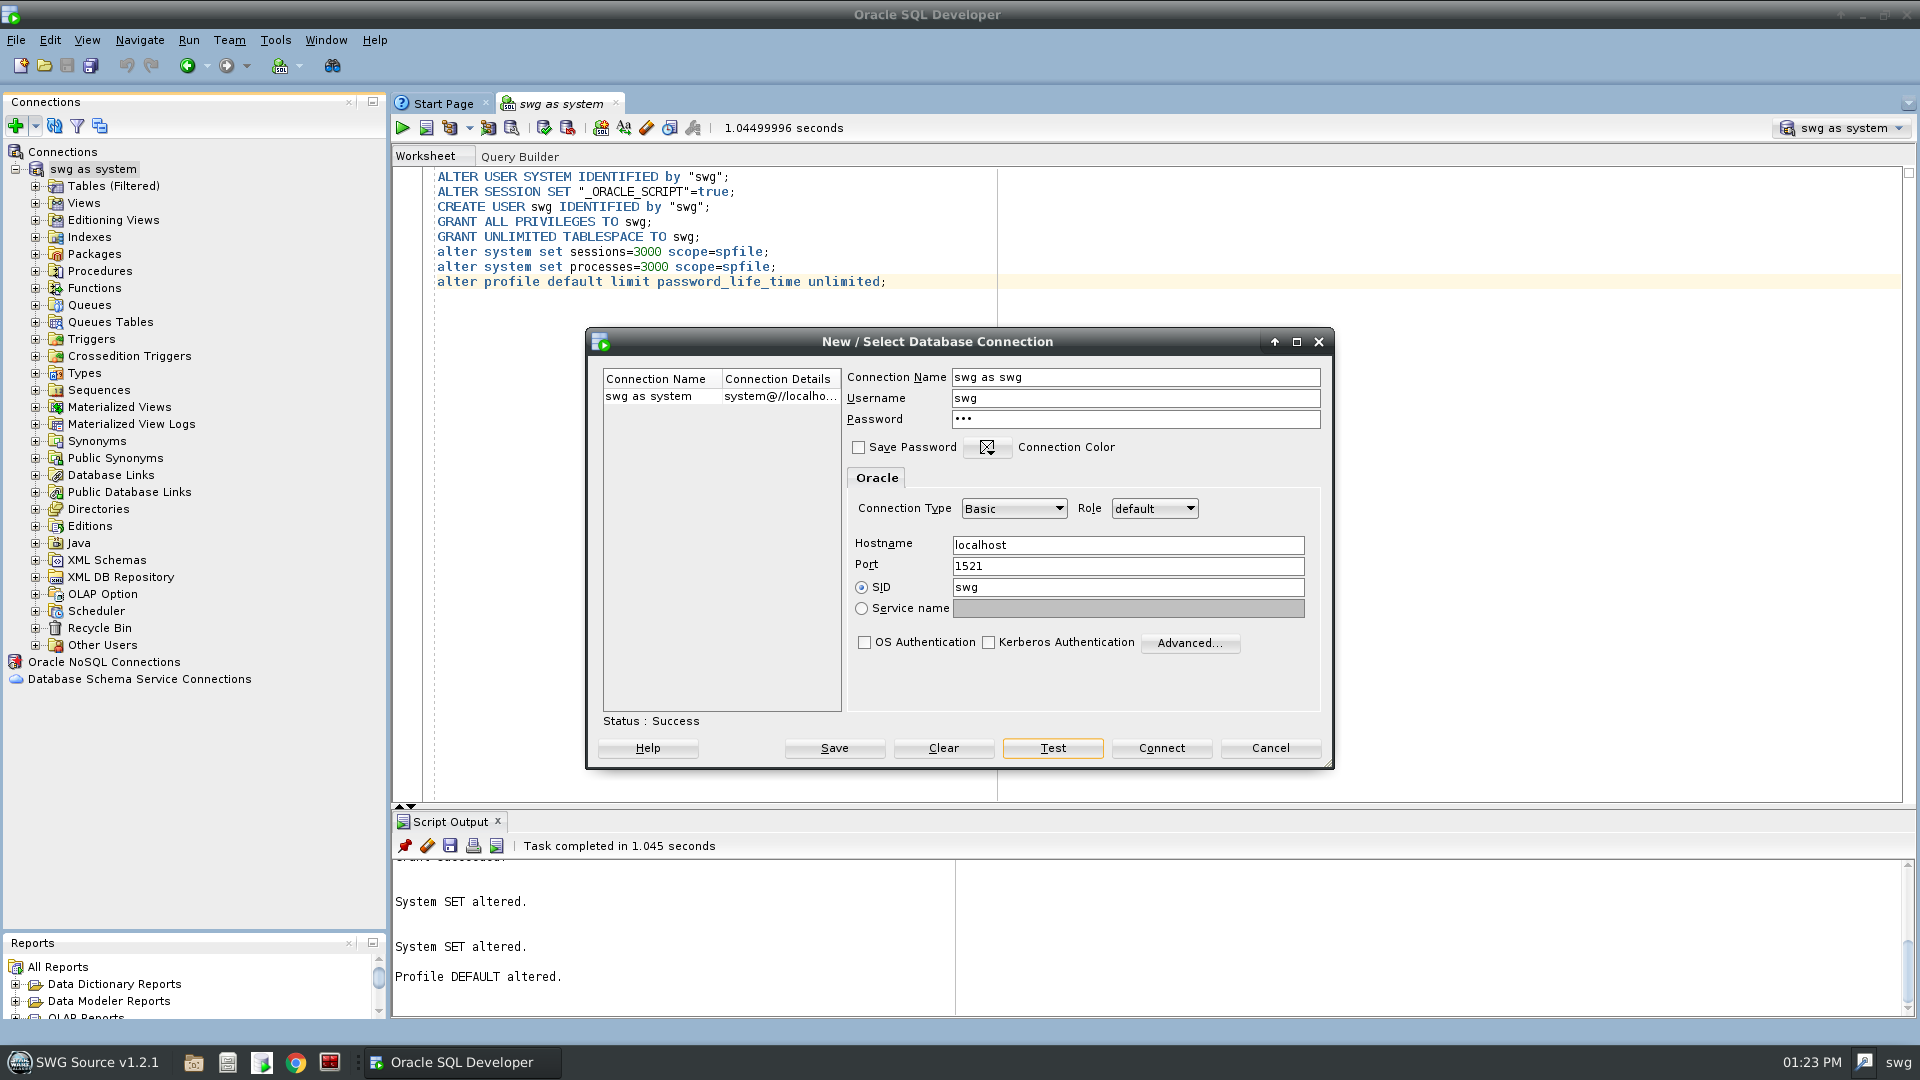 Oracle SQL Developer
File Edit View Navigate Run Team Tools Window Help
Connections
Connections
swg as system
Tables (Filtered)
Views
Editioning Views
Indexes
Packages
Procedures
Functions
Queues
Queues Tables
Triggers
Crossedition Triggers
Types
Sequences
Materialized Views
Materialized View Logs
Synonyms
Public Synonyms
Database Links
Public Database Links
Directories
Editions
Java
XML Schemas
XML DB Repository
OLAP Option
Scheduler
Recycle Bin
Other Users
Oracle NoSQL Connections
Database Schema Service Connections
Reports
All Reports
Data Dictionary Reports
Data Modeler Reports
OLAP Reports
Start Page swg as system
1.04499996 seconds
swg as system
Worksheet Query Builder
ALTER USER SYSTEM IDENTIFIED by "swg";
ALTER SESSION SET "_ORACLE_SCRIPT"=true;
CREATE USER swg IDENTIFIED by "swg";
GRANT ALL PRIVILEGES TO swg;
GRANT UNLIMITED TABLESPACE TO swg;
alter system set sessions=3000 scope=spfile;
alter system set processes=3000 scope=spfile;
alter profile default limit password_life_time unlimited;
New / Select Database Connection
Connection Name Connection Details
swg as system system@//localho...
Connection Name swg as swg
Username swg
Password •••
Save Password Connection Color
Oracle
Connection Type Basic Role default
Hostname localhost
Port 1521
SID swg
Service name
OS Authentication Kerberos Authentication Advanced...
Status : Success
Help Save Clear Test Connect Cancel
Script Output
Task completed in 1.045 seconds
System SET altered.
System SET altered.
Profile DEFAULT altered.
SWG Source v1.2.1 Oracle SQL Developer 01:23 PM swg